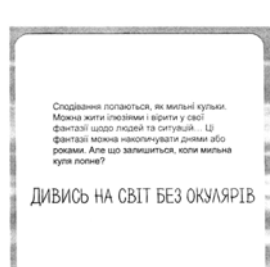 Сподівання лопаються, як мильні кульки.
Можна жити ілюзіями і вірити у свої
фантазії щодо людей та ситуацій... Ці
фантазії можна накопичувати днями або
роками. Але що залишиться, коли мильна
куля лопне?
ДИВИСЬ НА СВІТ БЕЗ ОКУЛЯРІВ